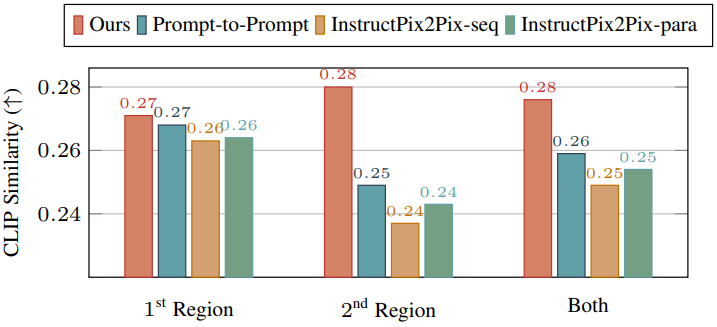 Ours Prompt-to-Prompt InstructPix2Pix-seq InstructPix2Pix-para
CLIP Similarity (↑)
0.28
0.26
0.24
0.27 0.27 0.26 0.26
0.28 0.25 0.24 0.24
0.28 0.26 0.25 0.25
1st Region 2nd Region Both